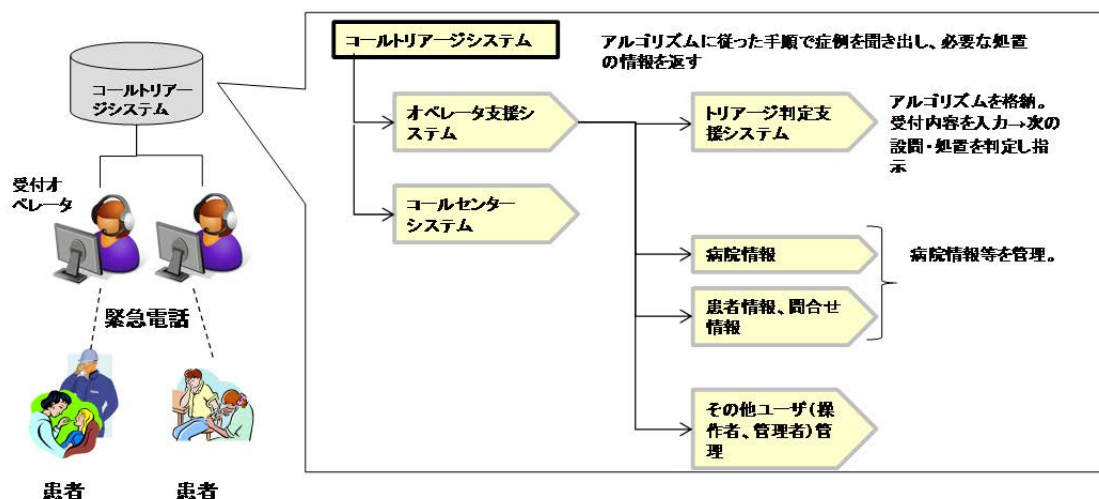 コールトリアー
ジシステム
受付オ
ペレータ
緊急電話
患者
患者
コールトリアージシステム
アルゴリズムに従った手順で症例を聞き出し、必要な処置
の情報を返す
オペレータ支援シ
ステム
トリアージ判定支
援システム
アルゴリズムを格納。
受付内容を入力→次の
設問・処置を判定し指
示
コールセンター
システム
病院情報
病院情報等を管理。
患者情報、問合せ
情報
その他ユーザ(操
作者、管理者)管
理